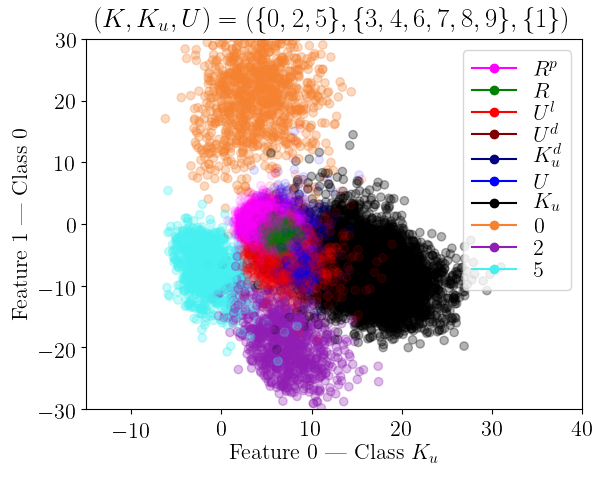 (K, K_u, U) = ({0, 2, 5}, {3, 4, 6, 7, 8, 9}, {1})
Feature 1 — Class 0
30
20
10
0
−10
−20
−30
R^p
R
U^l
U^d
K_u^d
U
K_u
0
2
5
−10
0
10
20
30
40
Feature 0 — Class K_u